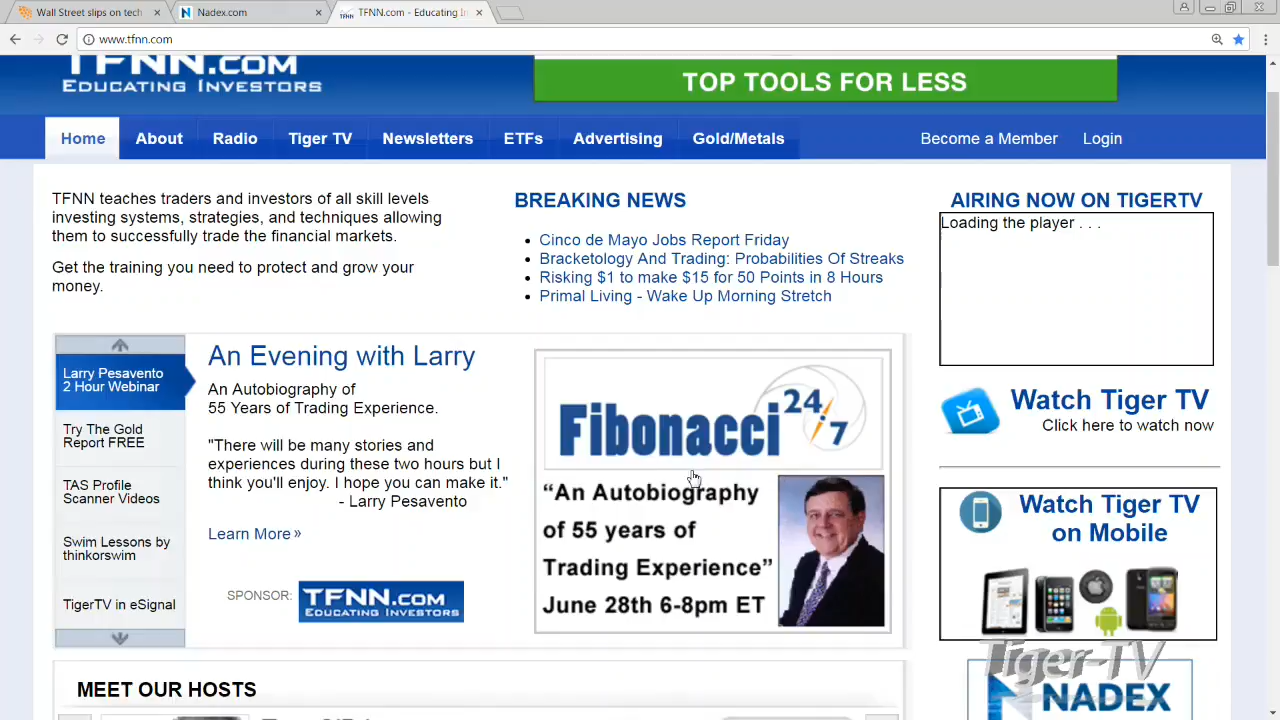 Wall Street slips on tech
Nadex.com
TFNN.com - Educating In
www.tfnn.com
TFNN.com
Educating Investors
TOP TOOLS FOR LESS
Home
About
Radio
Tiger TV
Newsletters
ETFs
Advertising
Gold/Metals
Become a Member
Login
TFNN teaches traders and investors of all skill levels
investing systems, strategies, and techniques allowing
them to successfully trade the financial markets.
Get the training you need to protect and grow your
money.
BREAKING NEWS
Cinco de Mayo Jobs Report Friday
Bracketology And Trading: Probabilities Of Streaks
Risking $1 to make $15 for 50 Points in 8 Hours
Primal Living - Wake Up Morning Stretch
AIRING NOW ON TIGERTV
Loading the player . . .
Watch Tiger TV
Click here to watch now
Watch Tiger TV
on Mobile
Larry Pesavento
2 Hour Webinar
Try The Gold
Report FREE
TAS Profile
Scanner Videos
Swim Lessons by
thinkorswim
TigerTV in eSignal
An Evening with Larry
An Autobiography of
55 Years of Trading Experience.
"There will be many stories and
experiences during these two hours but I
think you'll enjoy. I hope you can make it."
- Larry Pesavento
Learn More »
SPONSOR:
TFNN.com
Educating Investors
Fibonacci 24/7
“An Autobiography
of 55 years of
Trading Experience”
June 28th 6-8pm ET
MEET OUR HOSTS
Tiger-TV
NADEX